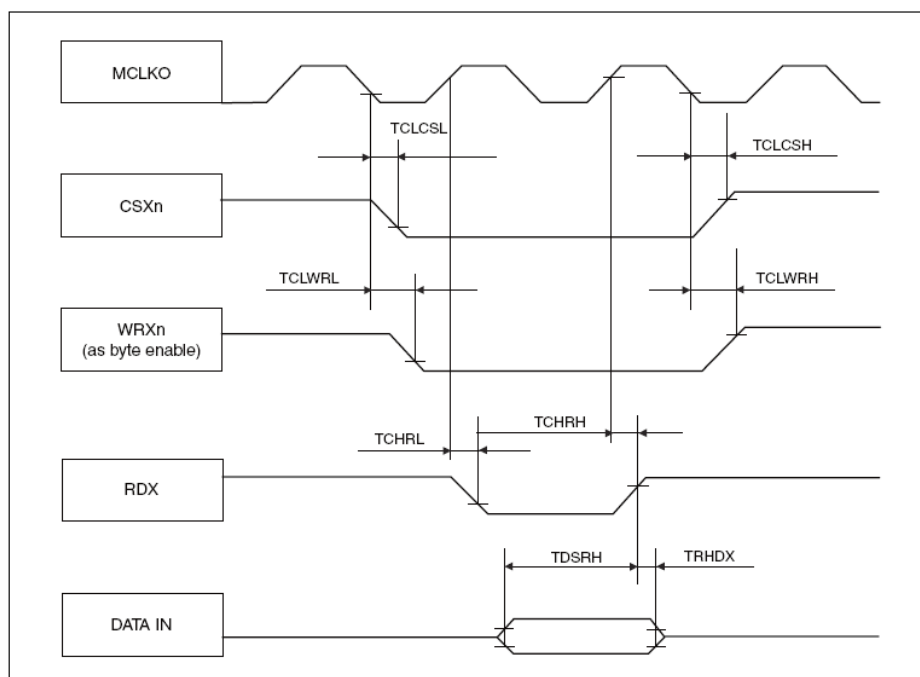 MCLKO
TCLCSL
TCLCSH
CSXn
TCLWRL
TCLWRH
WRXn
(as byte enable)
TCHRL
TCHRH
RDX
TDSRH
TRHDX
DATA IN